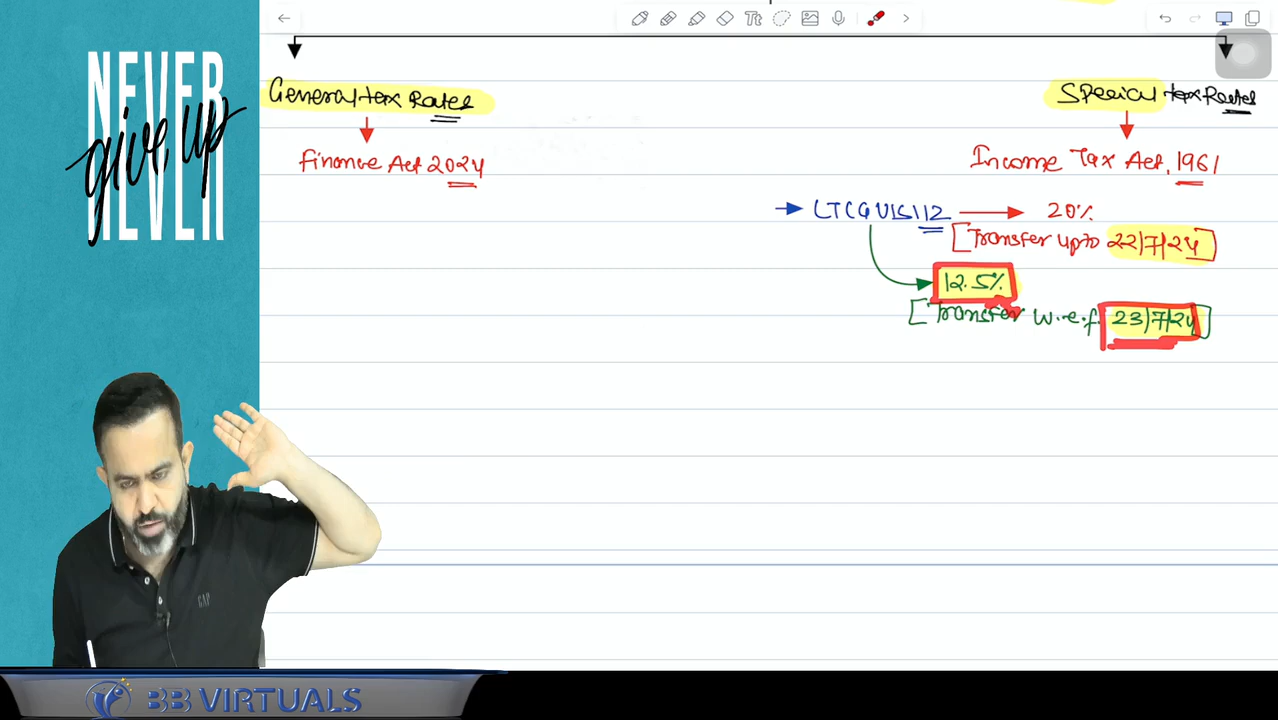 NEVER
give up
NEVER
General tax Rates
Special tax Rates
Finance Act 2024
Income Tax Act, 1961
LTCG U/S 112
20%
[Transfer upto 22/7/24]
12.5%
[Transfer w.e.f. 23/7/24]
GAP
BB VIRTUALS